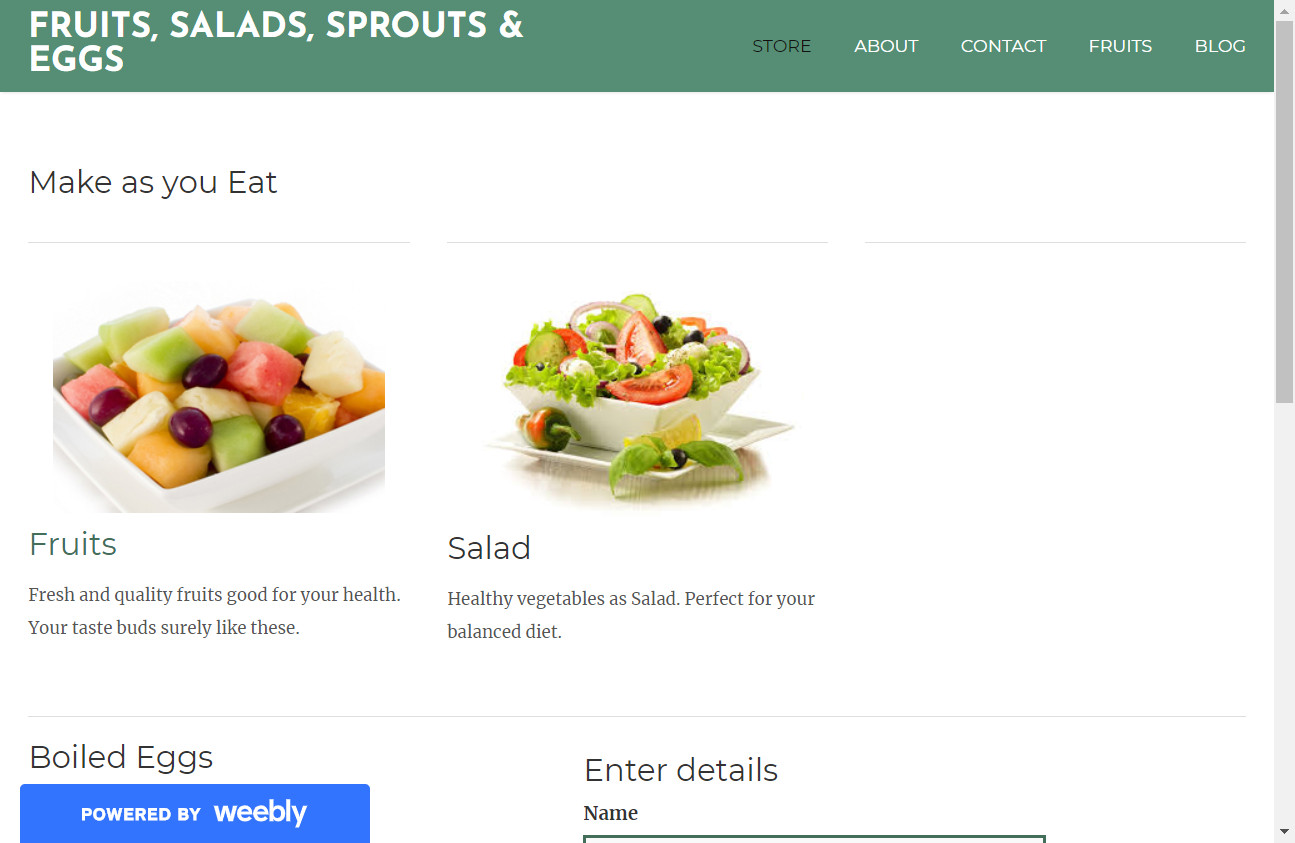 FRUITS, SALADS, SPROUTS &
EGGS
STORE
ABOUT
CONTACT
FRUITS
BLOG
Make as you Eat
Fruits
Fresh and quality fruits good for your health.
Your taste buds surely like these.
Salad
Healthy vegetables as Salad. Perfect for your
balanced diet.
Boiled Eggs
POWERED BY weebly
Enter details
Name